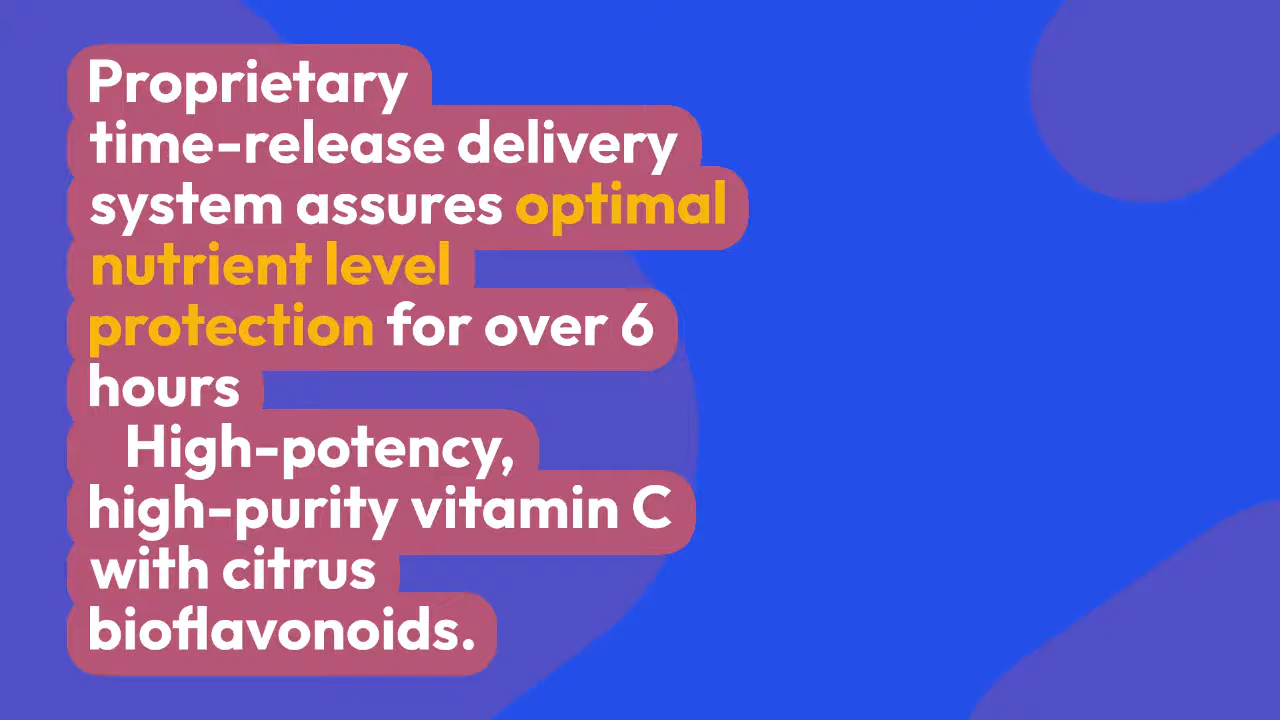 Proprietary
time-release delivery
system assures optimal
nutrient level
protection for over 6
hours
High-potency,
high-purity vitamin C
with citrus
bioflavonoids.